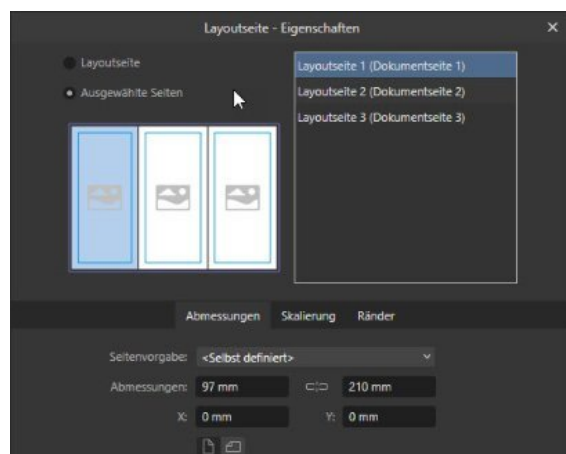 Layoutseite - Eigenschaften
Layoutseite
Ausgewählte Seiten
Layoutseite 1 (Dokumentseite 1)
Layoutseite 2 (Dokumentseite 2)
Layoutseite 3 (Dokumentseite 3)
Abmessungen Skalierung Ränder
Seitenvorgabe: <Selbst definiert>
Abmessungen: 97 mm 210 mm
X: 0 mm Y: 0 mm